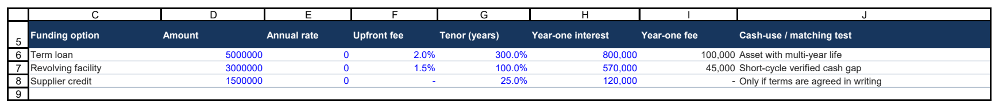 C D E F G H I J
5 Funding option Amount Annual rate Upfront fee Tenor (years) Year-one interest Year-one fee Cash-use / matching test
6 Term loan 5000000 0 2.0% 300.0% 800,000 100,000 Asset with multi-year life
7 Revolving facility 3000000 0 1.5% 100.0% 570,000 45,000 Short-cycle verified cash gap
8 Supplier credit 1500000 0 - 25.0% 120,000 - Only if terms are agreed in writing
9